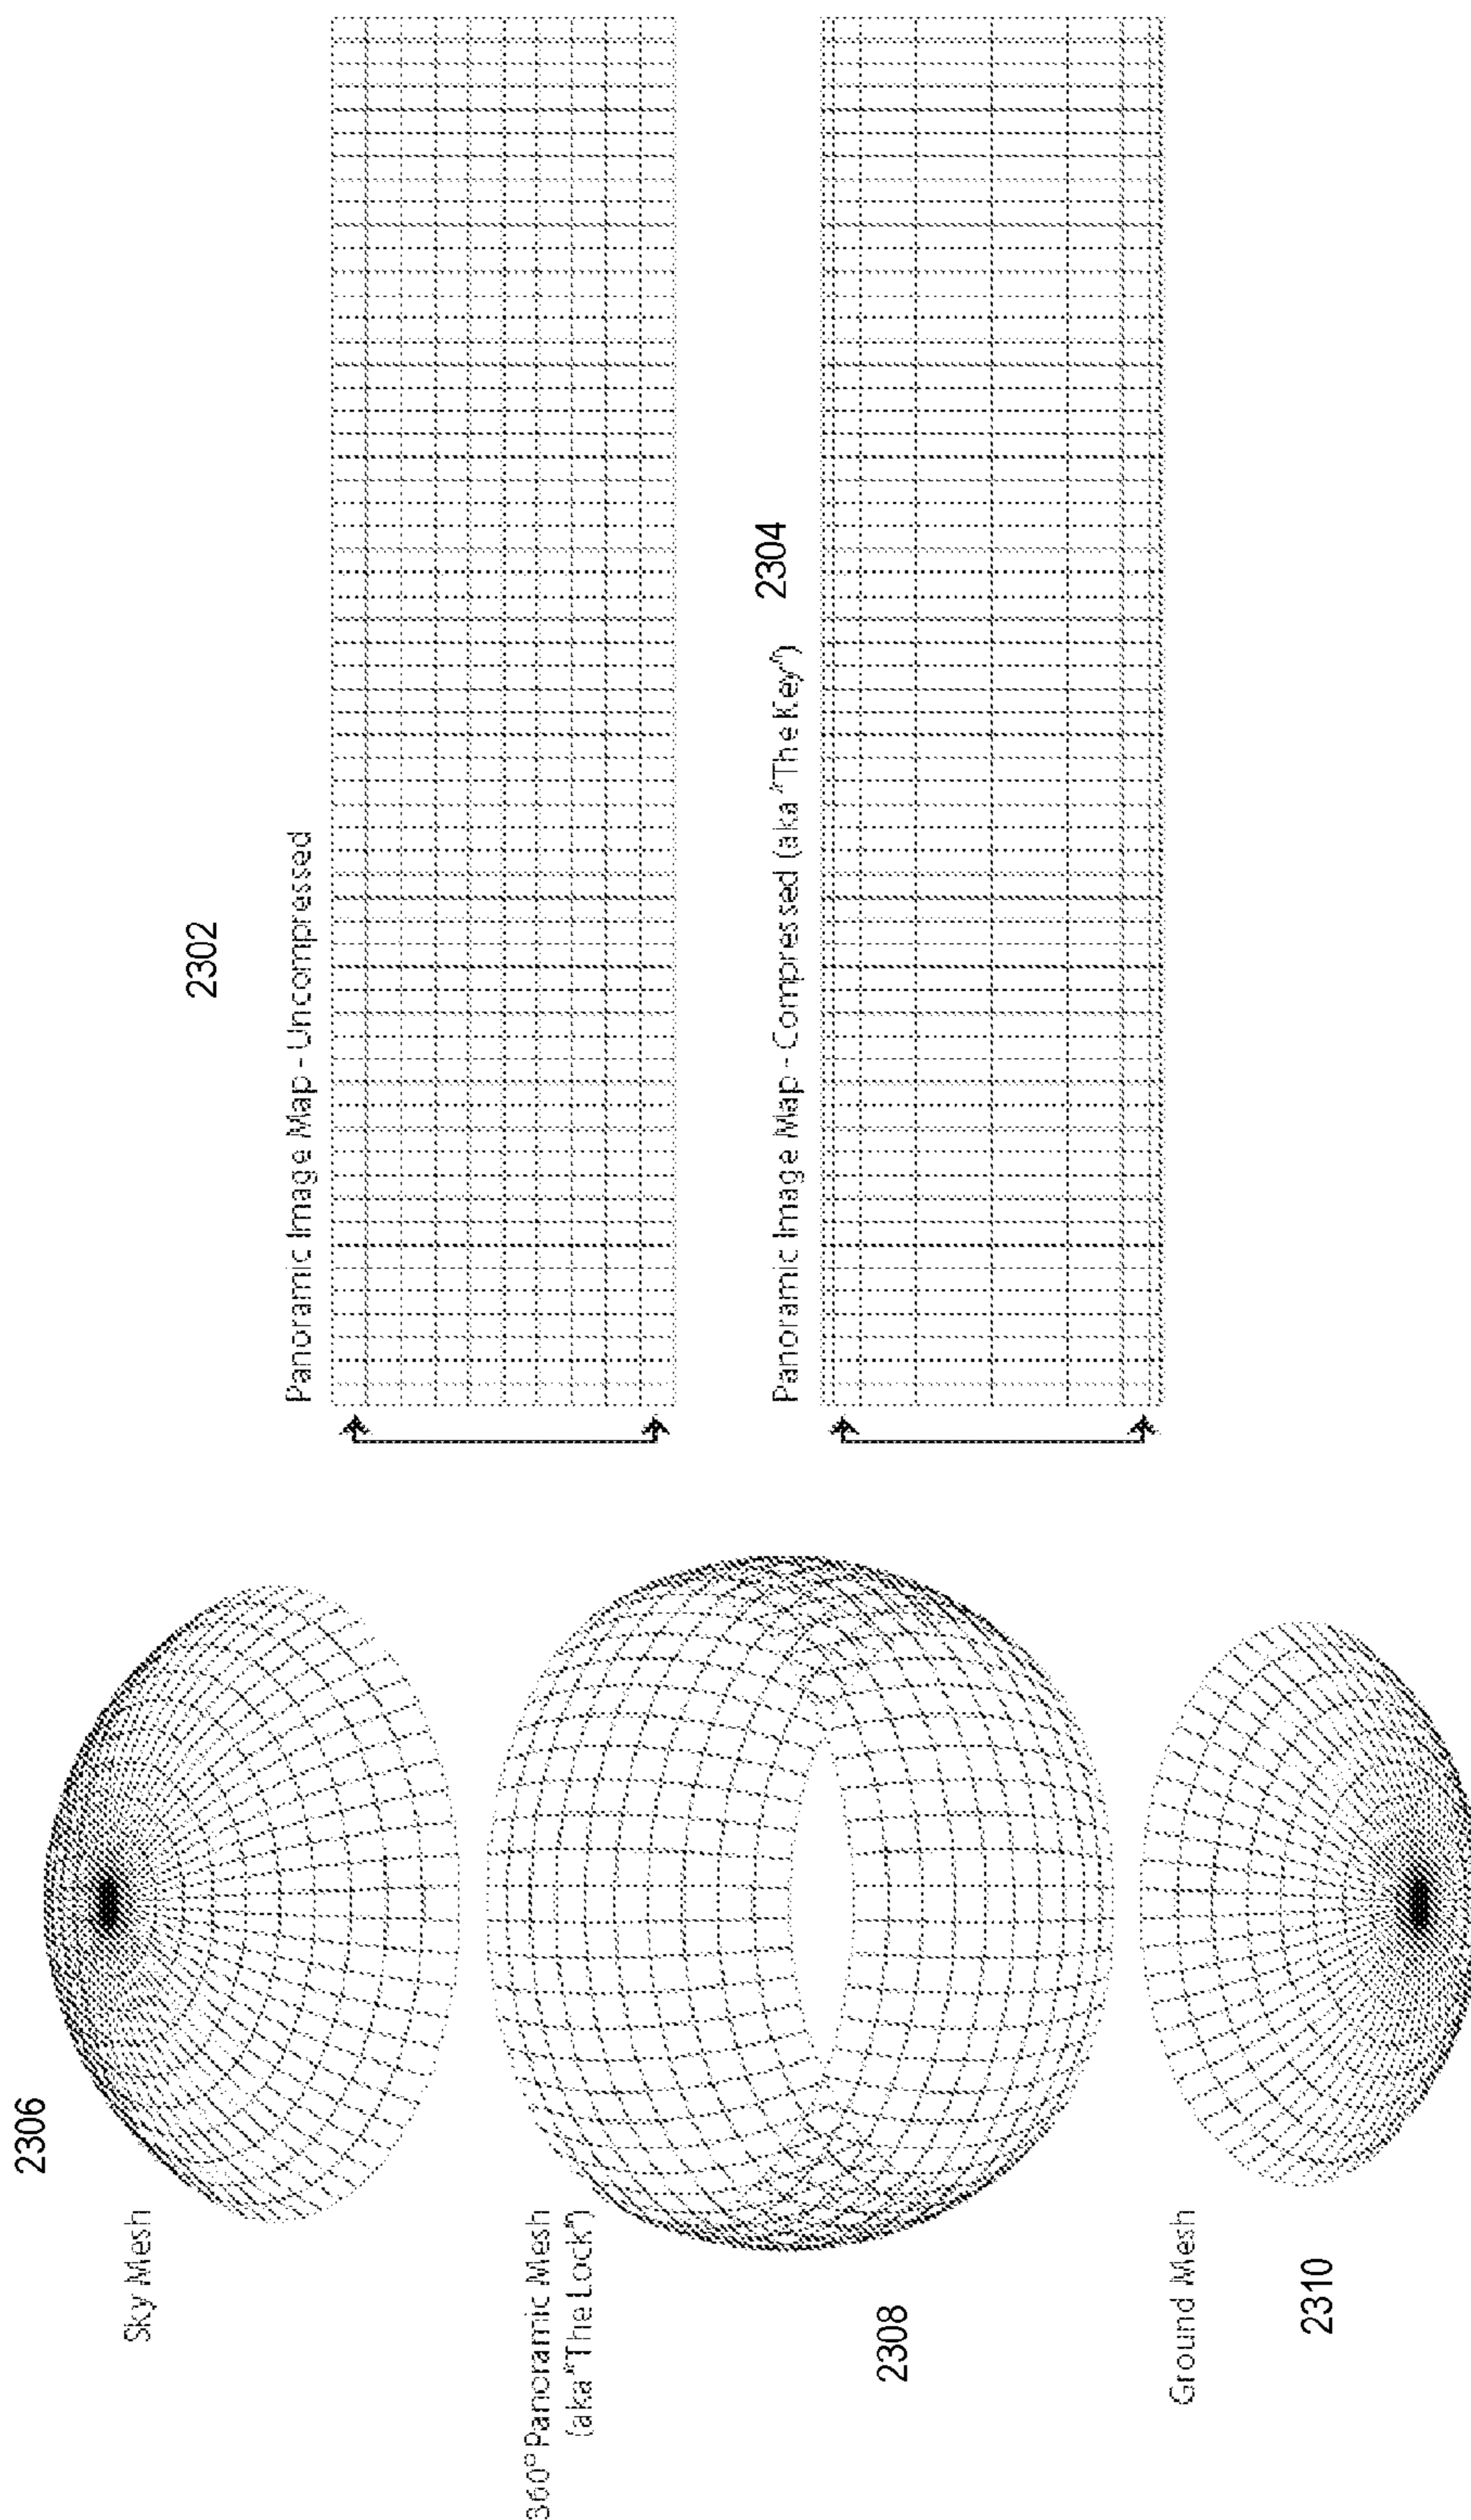 2306
Sky Mesh
360° Panoramic Mesh
(aka "The Lock")
2308
Ground Mesh
2310
2302
Panoramic Image Map - Uncompressed
Panoramic Image Map - Compressed (aka "The Key")
2304